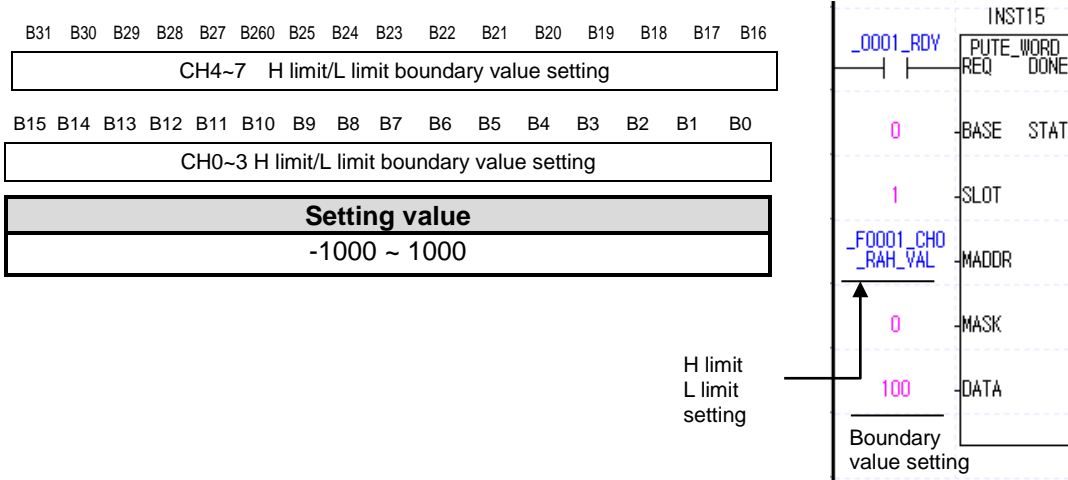 B31 B30 B29 B28 B27 B260 B25 B24 B23 B22 B21 B20 B19 B18 B17 B16
CH4~7 H limit/L limit boundary value setting
B15 B14 B13 B12 B11 B10 B9 B8 B7 B6 B5 B4 B3 B2 B1 B0
CH0~3 H limit/L limit boundary value setting
Setting value
-1000 ~ 1000
H limit
L limit
setting
INST15
_0001_RDY
PUTE_WORD
REQ DONE
0 BASE STAT
1 SLOT
_F0001_CH0
_RAH_VAL MADDR
0 MASK
100 DATA
Boundary
value setting